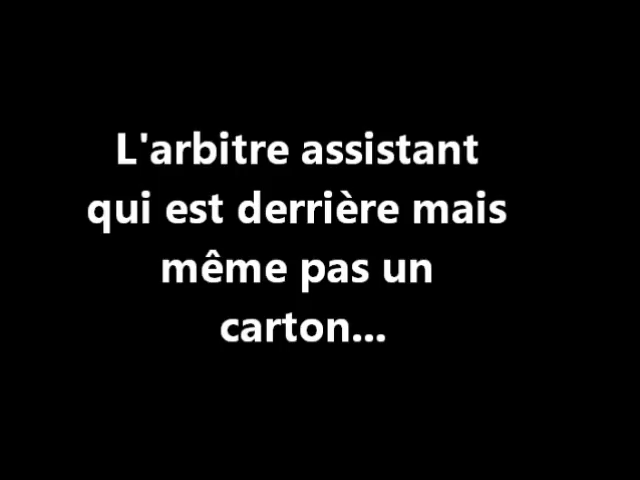 L'arbitre assistant
qui est derrière mais
même pas un
carton...